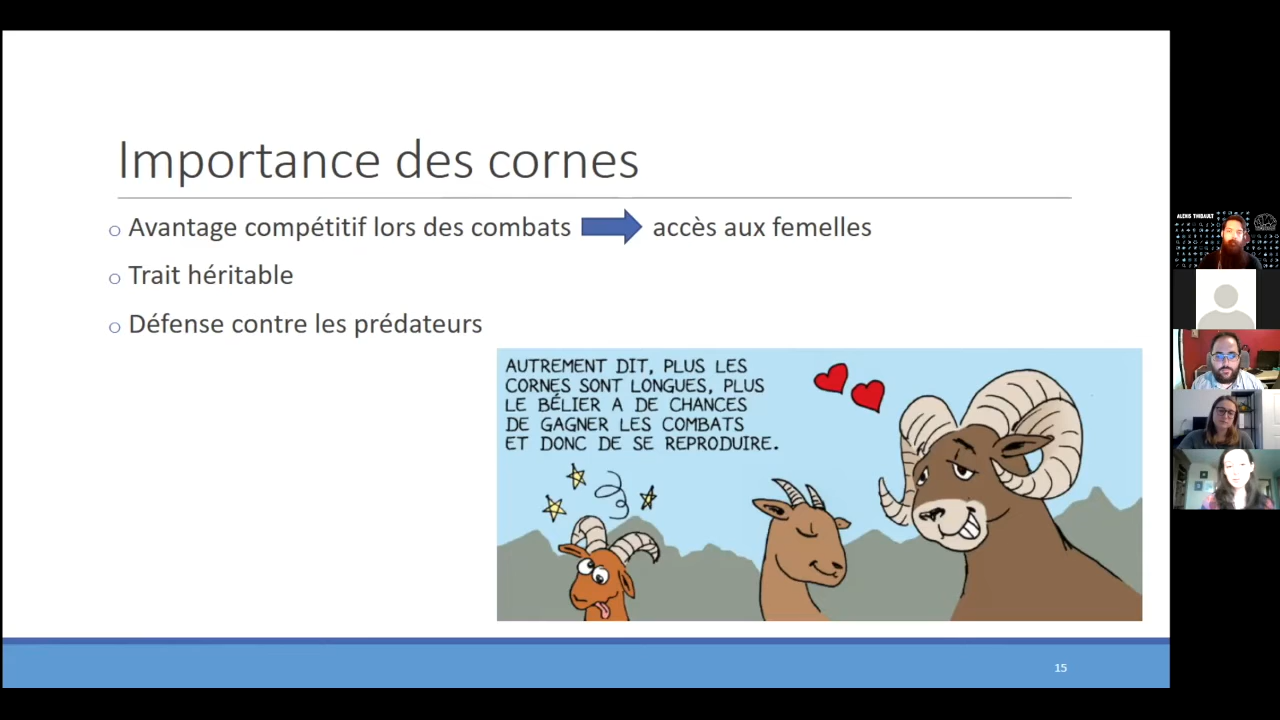 Importance des cornes
o Avantage compétitif lors des combats accès aux femelles
o Trait héritable
o Défense contre les prédateurs
AUTREMENT DIT, PLUS LES
CORNES SONT LONGUES, PLUS
LE BÉLIER A DE CHANCES
DE GAGNER LES COMBATS
ET DONC DE SE REPRODUIRE.
15
ALEXIS THIBAULT